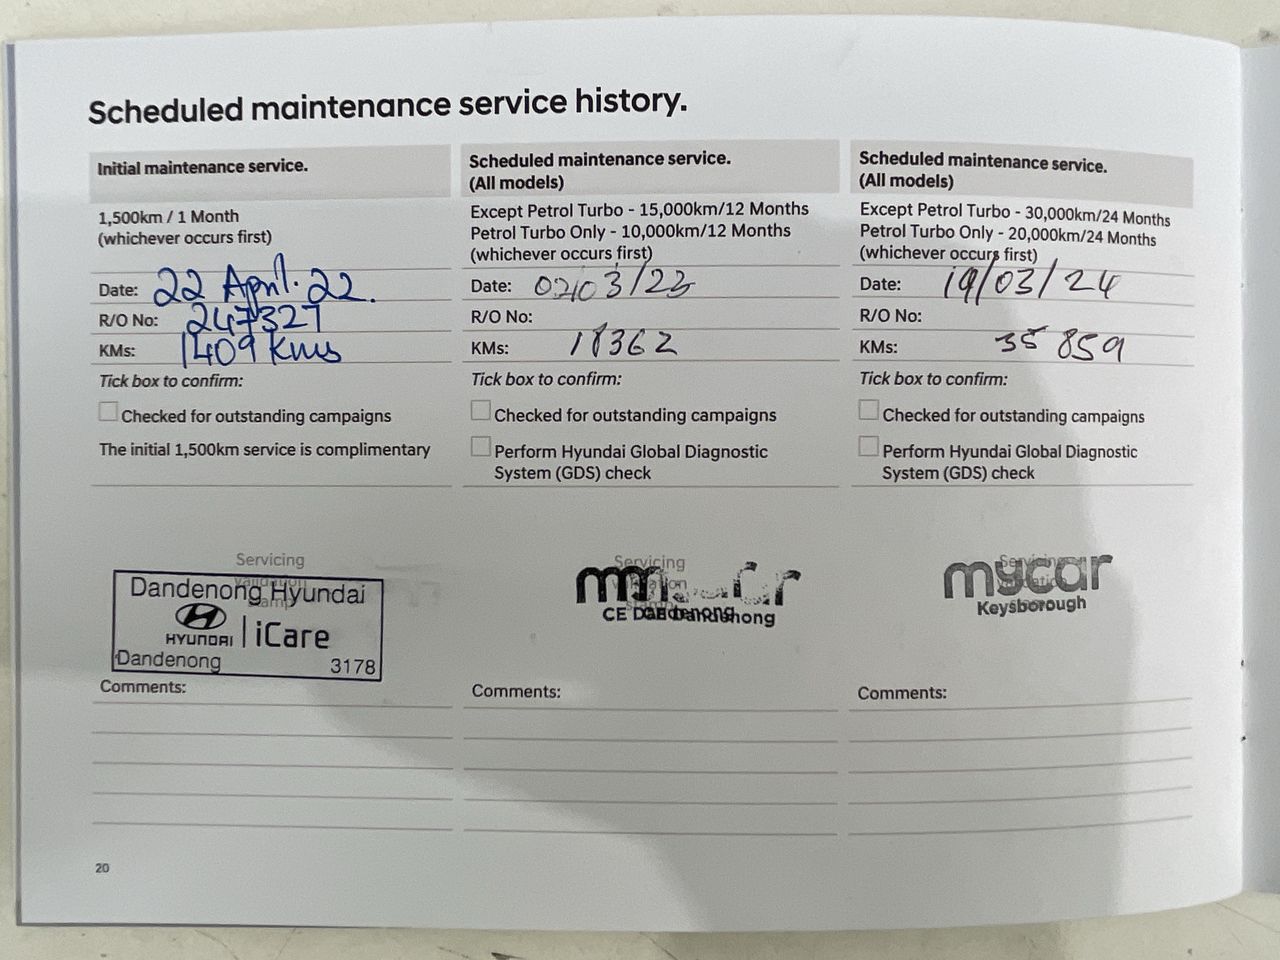 Scheduled maintenance service history.
Initial maintenance service.
1,500km / 1 Month
(whichever occurs first)
Date: 22 April. 22.
R/O No: 247327
KMs: 1409 kms
Tick box to confirm:
Checked for outstanding campaigns
The initial 1,500km service is complimentary
Servicing
Dandenong Hyundai
HYUNDAI | iCare
Dandenong 3178
Comments:
Scheduled maintenance service.
(All models)
Except Petrol Turbo - 15,000km/12 Months
Petrol Turbo Only - 10,000km/12 Months
(whichever occurs first)
Date: 02/03/23
R/O No:
KMs: 18362
Tick box to confirm:
Checked for outstanding campaigns
Perform Hyundai Global Diagnostic
System (GDS) check
Servicing
Comments:
Scheduled maintenance service.
(All models)
Except Petrol Turbo - 30,000km/24 Months
Petrol Turbo Only - 20,000km/24 Months
(whichever occurs first)
Date: 19/03/24
R/O No:
KMs: 35 859
Tick box to confirm:
Checked for outstanding campaigns
Perform Hyundai Global Diagnostic
System (GDS) check
Servicing
mycar
Keysborough
Comments:
20